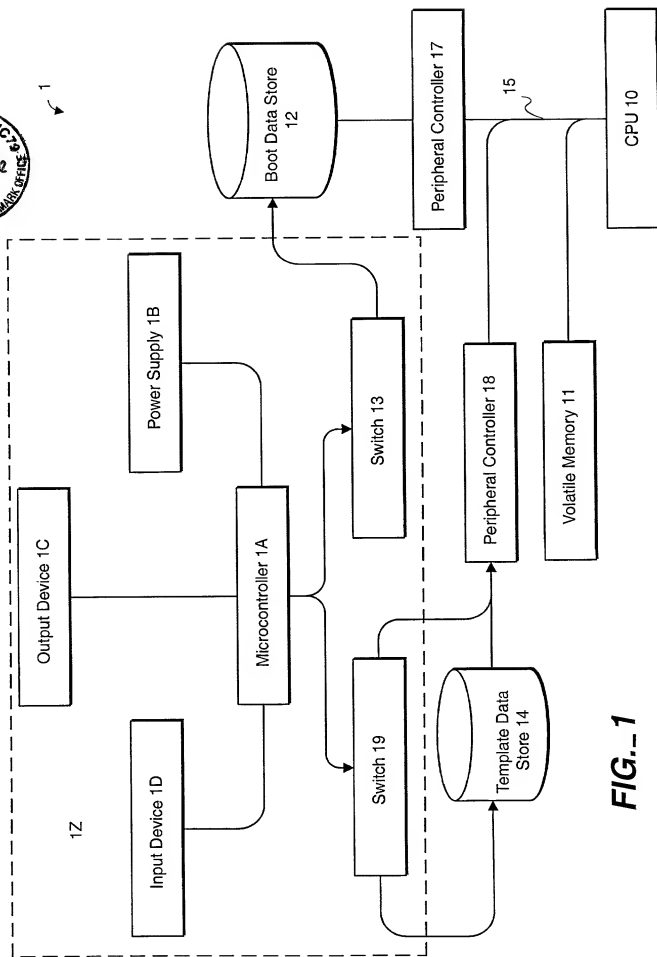 1
Output Device 1C
1Z
Input Device 1D
Power Supply 1B
Microcontroller 1A
Switch 19
Switch 13
Boot Data Store
12
Template Data
Store 14
Peripheral Controller 18
Peripheral Controller 17
Volatile Memory 11
15
CPU 10
FIG._1
MARK OFFICE